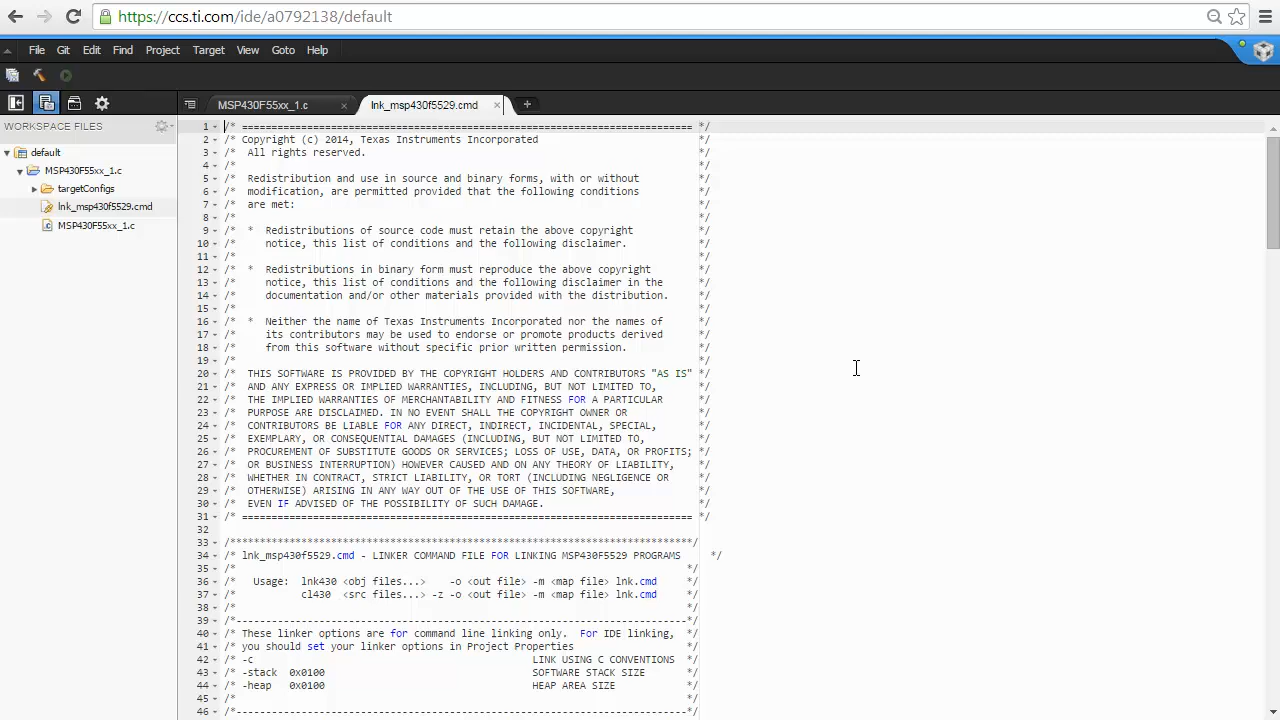 https://ccs.ti.com/ide/a0792138/default
File Git Edit Find Project Target View Goto Help
MSP430F55xx_1.c × lnk_msp430f5529.cmd × +
WORKSPACE FILES
default
MSP430F55xx_1.c
targetConfigs
lnk_msp430f5529.cmd
MSP430F55xx_1.c
1 /* ============================================================================ */
2 /* Copyright (c) 2014, Texas Instruments Incorporated */
3 /* All rights reserved. */
4 /* */
5 /* Redistribution and use in source and binary forms, with or without */
6 /* modification, are permitted provided that the following conditions */
7 /* are met: */
8 /* */
9 /* * Redistributions of source code must retain the above copyright */
10 /* notice, this list of conditions and the following disclaimer. */
11 /* */
12 /* * Redistributions in binary form must reproduce the above copyright */
13 /* notice, this list of conditions and the following disclaimer in the */
14 /* documentation and/or other materials provided with the distribution. */
15 /* */
16 /* * Neither the name of Texas Instruments Incorporated nor the names of */
17 /* its contributors may be used to endorse or promote products derived */
18 /* from this software without specific prior written permission. */
19 /* */
20 /* THIS SOFTWARE IS PROVIDED BY THE COPYRIGHT HOLDERS AND CONTRIBUTORS "AS IS" */
21 /* AND ANY EXPRESS OR IMPLIED WARRANTIES, INCLUDING, BUT NOT LIMITED TO, */
22 /* THE IMPLIED WARRANTIES OF MERCHANTABILITY AND FITNESS FOR A PARTICULAR */
23 /* PURPOSE ARE DISCLAIMED. IN NO EVENT SHALL THE COPYRIGHT OWNER OR */
24 /* CONTRIBUTORS BE LIABLE FOR ANY DIRECT, INDIRECT, INCIDENTAL, SPECIAL, */
25 /* EXEMPLARY, OR CONSEQUENTIAL DAMAGES (INCLUDING, BUT NOT LIMITED TO, */
26 /* PROCUREMENT OF SUBSTITUTE GOODS OR SERVICES; LOSS OF USE, DATA, OR PROFITS; */
27 /* OR BUSINESS INTERRUPTION) HOWEVER CAUSED AND ON ANY THEORY OF LIABILITY, */
28 /* WHETHER IN CONTRACT, STRICT LIABILITY, OR TORT (INCLUDING NEGLIGENCE OR */
29 /* OTHERWISE) ARISING IN ANY WAY OUT OF THE USE OF THIS SOFTWARE, */
30 /* EVEN IF ADVISED OF THE POSSIBILITY OF SUCH DAMAGE. */
31 /* ============================================================================ */
32
33 /******************************************************************************/
34 /* lnk_msp430f5529.cmd - LINKER COMMAND FILE FOR LINKING MSP430F5529 PROGRAMS */
35 /* */
36 /* Usage: lnk430 <obj files...> -o <out file> -m <map file> lnk.cmd */
37 /* cl430 <src files...> -z -o <out file> -m <map file> lnk.cmd */
38 /* */
39 /*----------------------------------------------------------------------------*/
40 /* These linker options are for command line linking only. For IDE linking, */
41 /* you should set your linker options in Project Properties */
42 /* -c LINK USING C CONVENTIONS */
43 /* -stack 0x0100 SOFTWARE STACK SIZE */
44 /* -heap 0x0100 HEAP AREA SIZE */
45 /* */
46 /*----------------------------------------------------------------------------*/